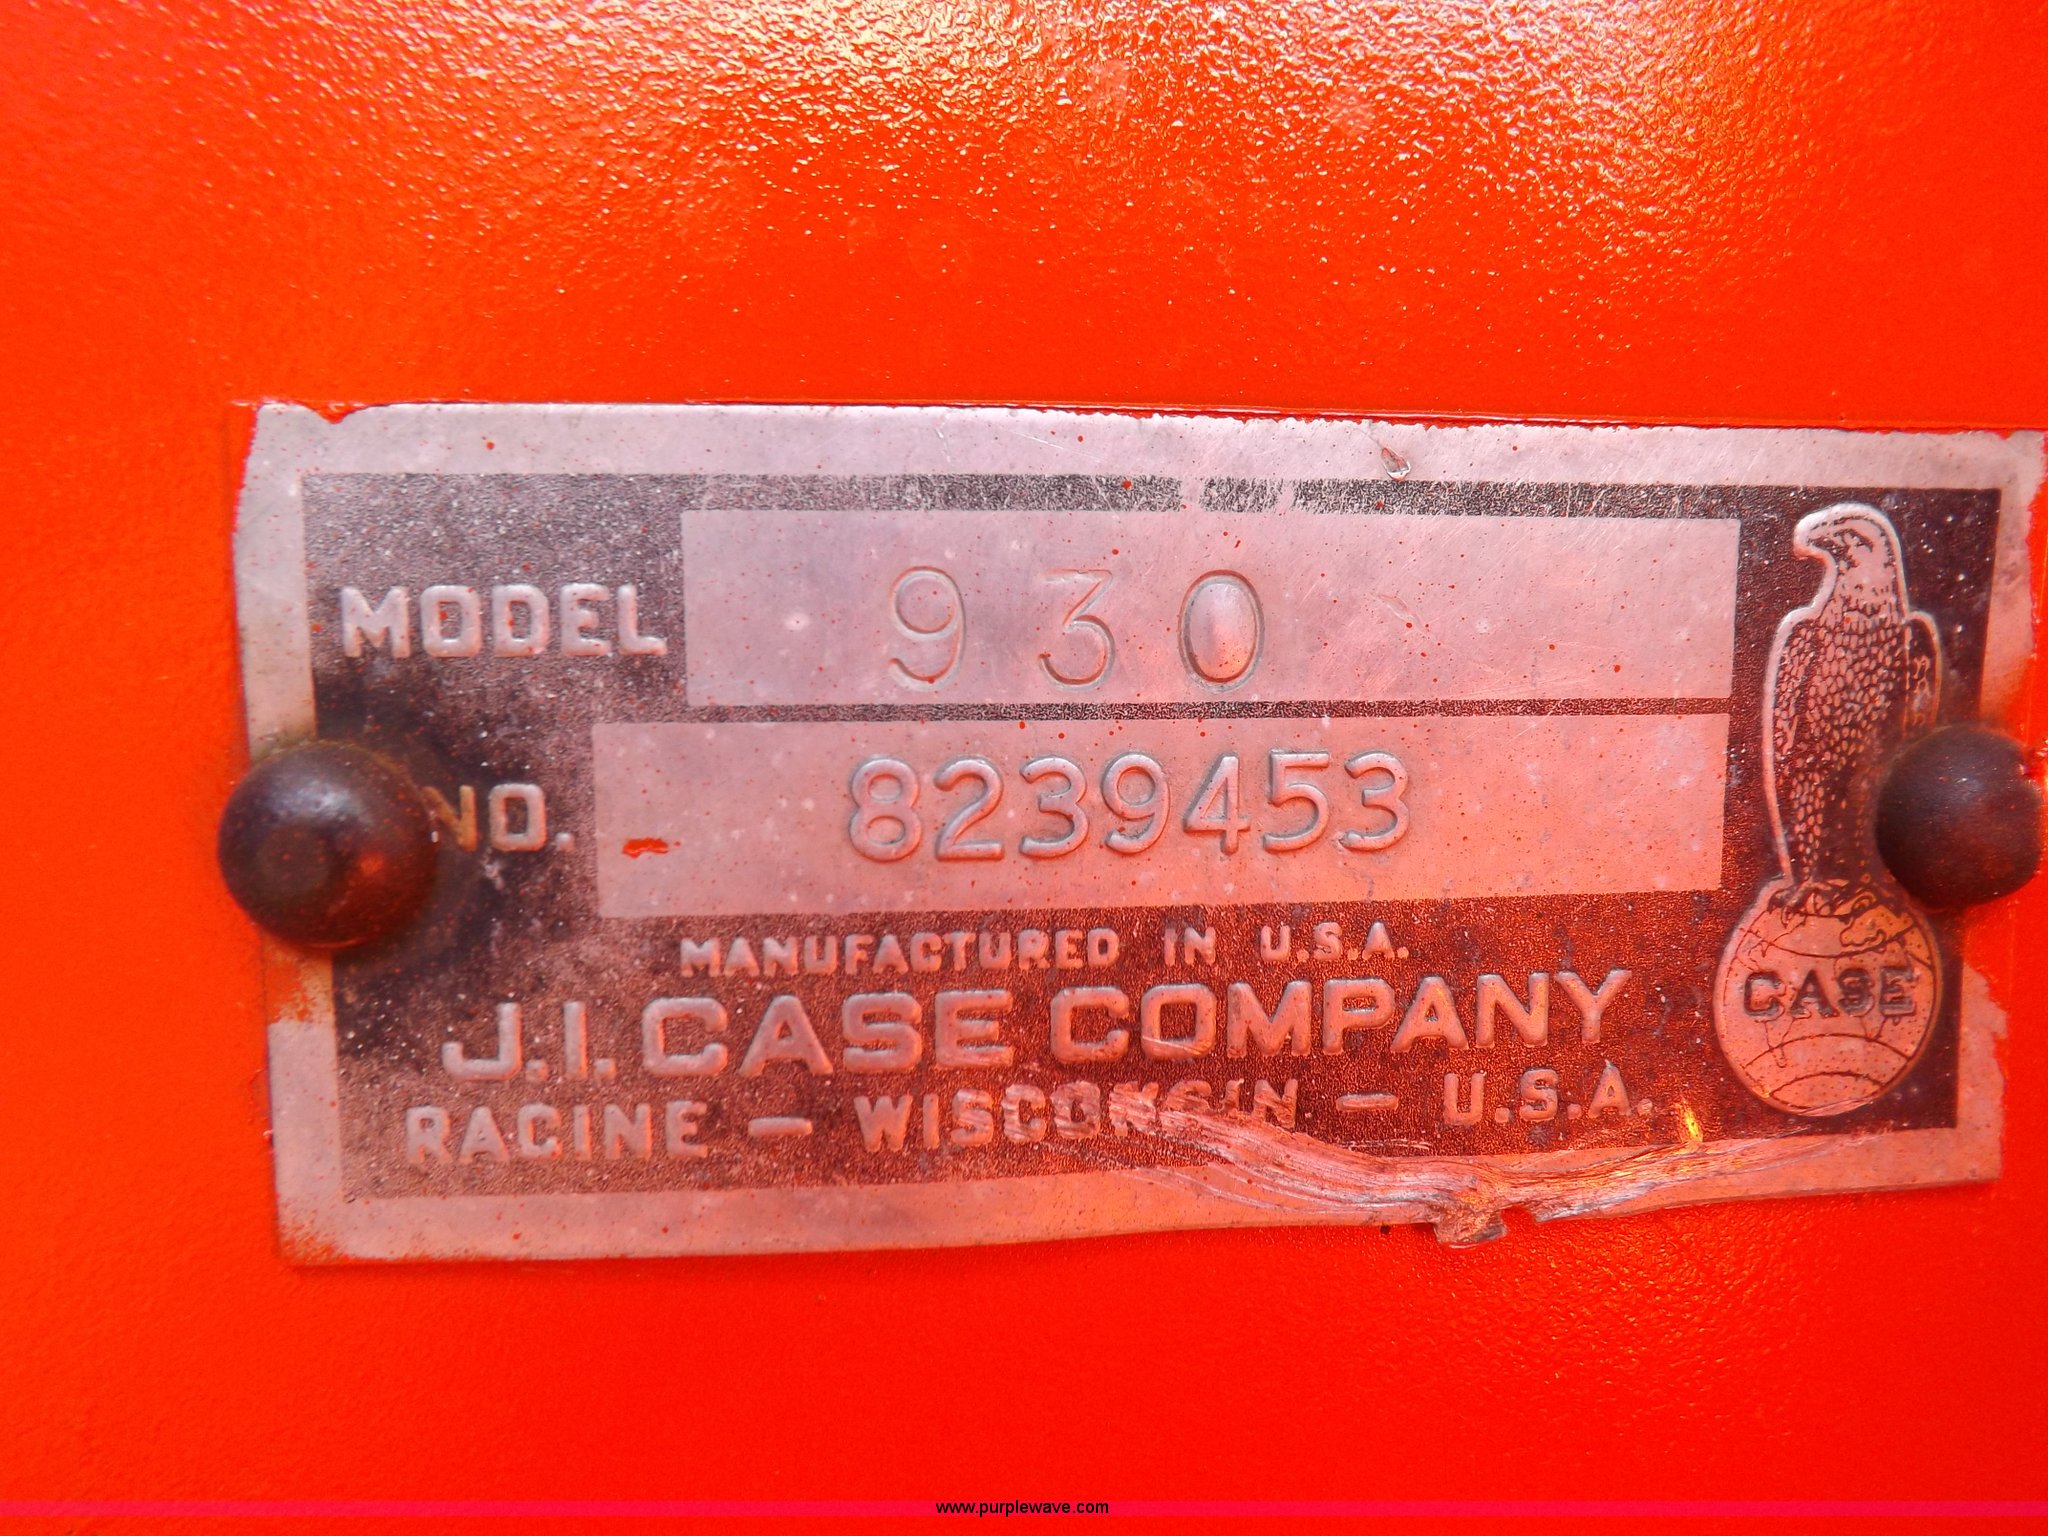 MODEL 930
NO. 8239453
MANUFACTURED IN U.S.A.
J.I. CASE COMPANY
RACINE — WISCONSIN — U.S.A.
CASE
www.purplewave.com